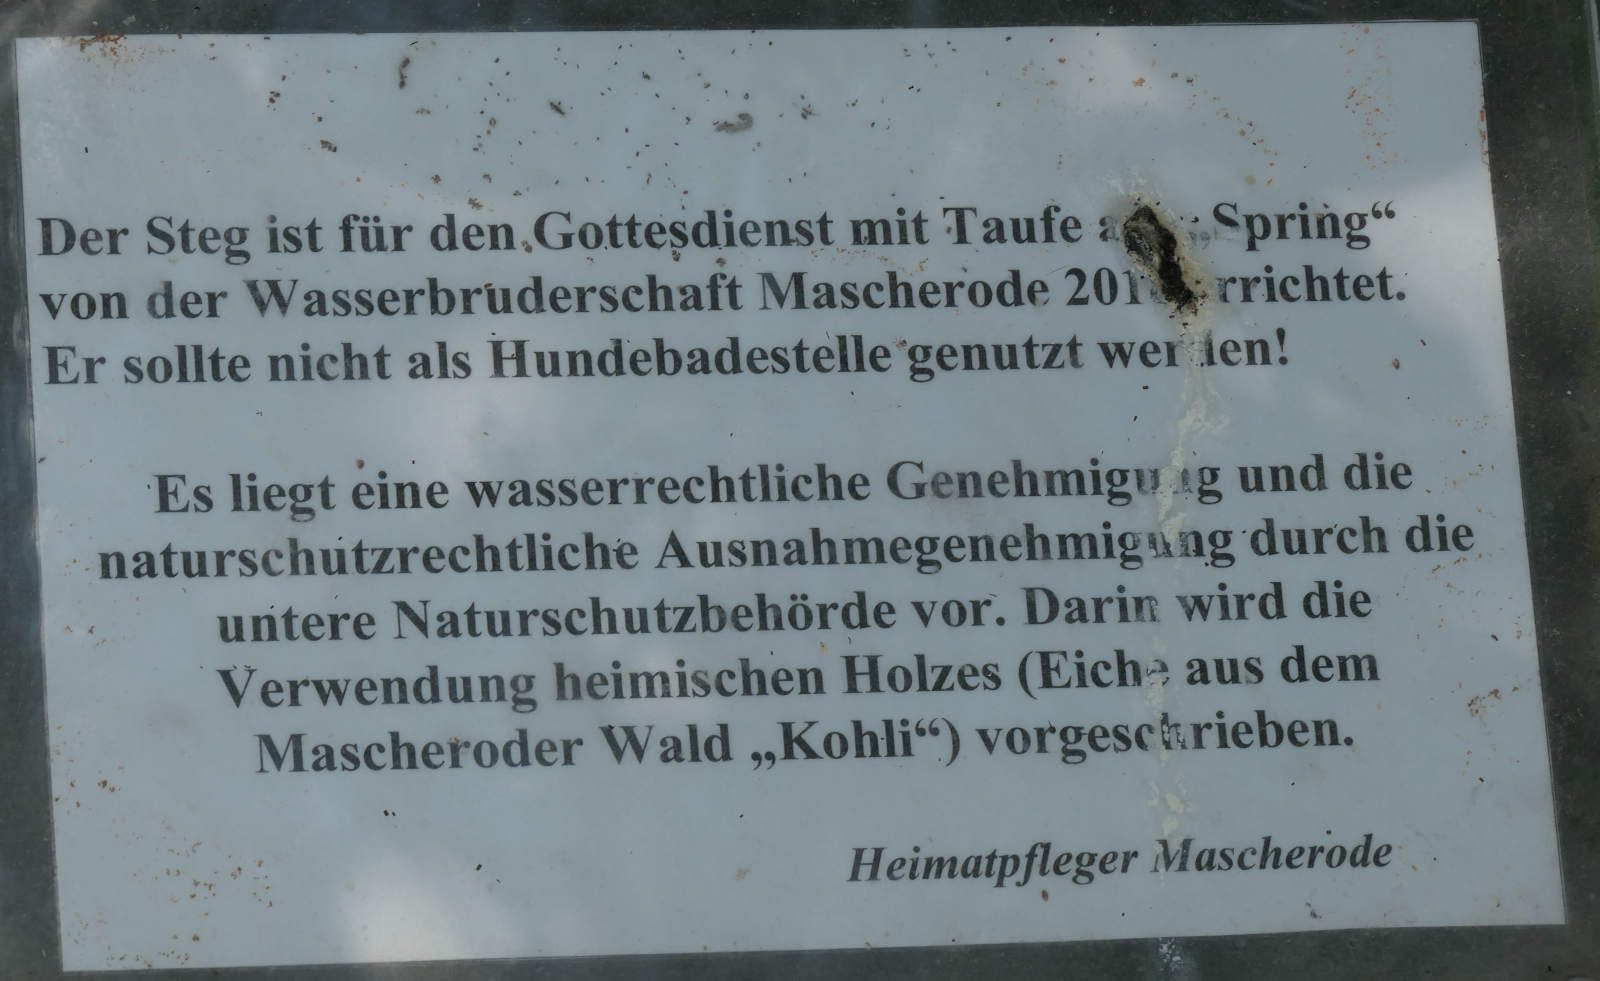 Der Steg ist für den Gottesdienst mit Taufe „Spring“
von der Wasserbruderschaft Mascherode errichtet.
Er sollte nicht als Hundebadestelle genutzt werden!
Es liegt eine wasserrechtliche Genehmigung und die
naturschutzrechtliche Ausnahmegenehmigung durch die
untere Naturschutzbehörde vor. Darin wird die
Verwendung heimischen Holzes (Eiche aus dem
Mascheroder Wald „Kohli“) vorgeschrieben.
Heimatpfleger Mascherode